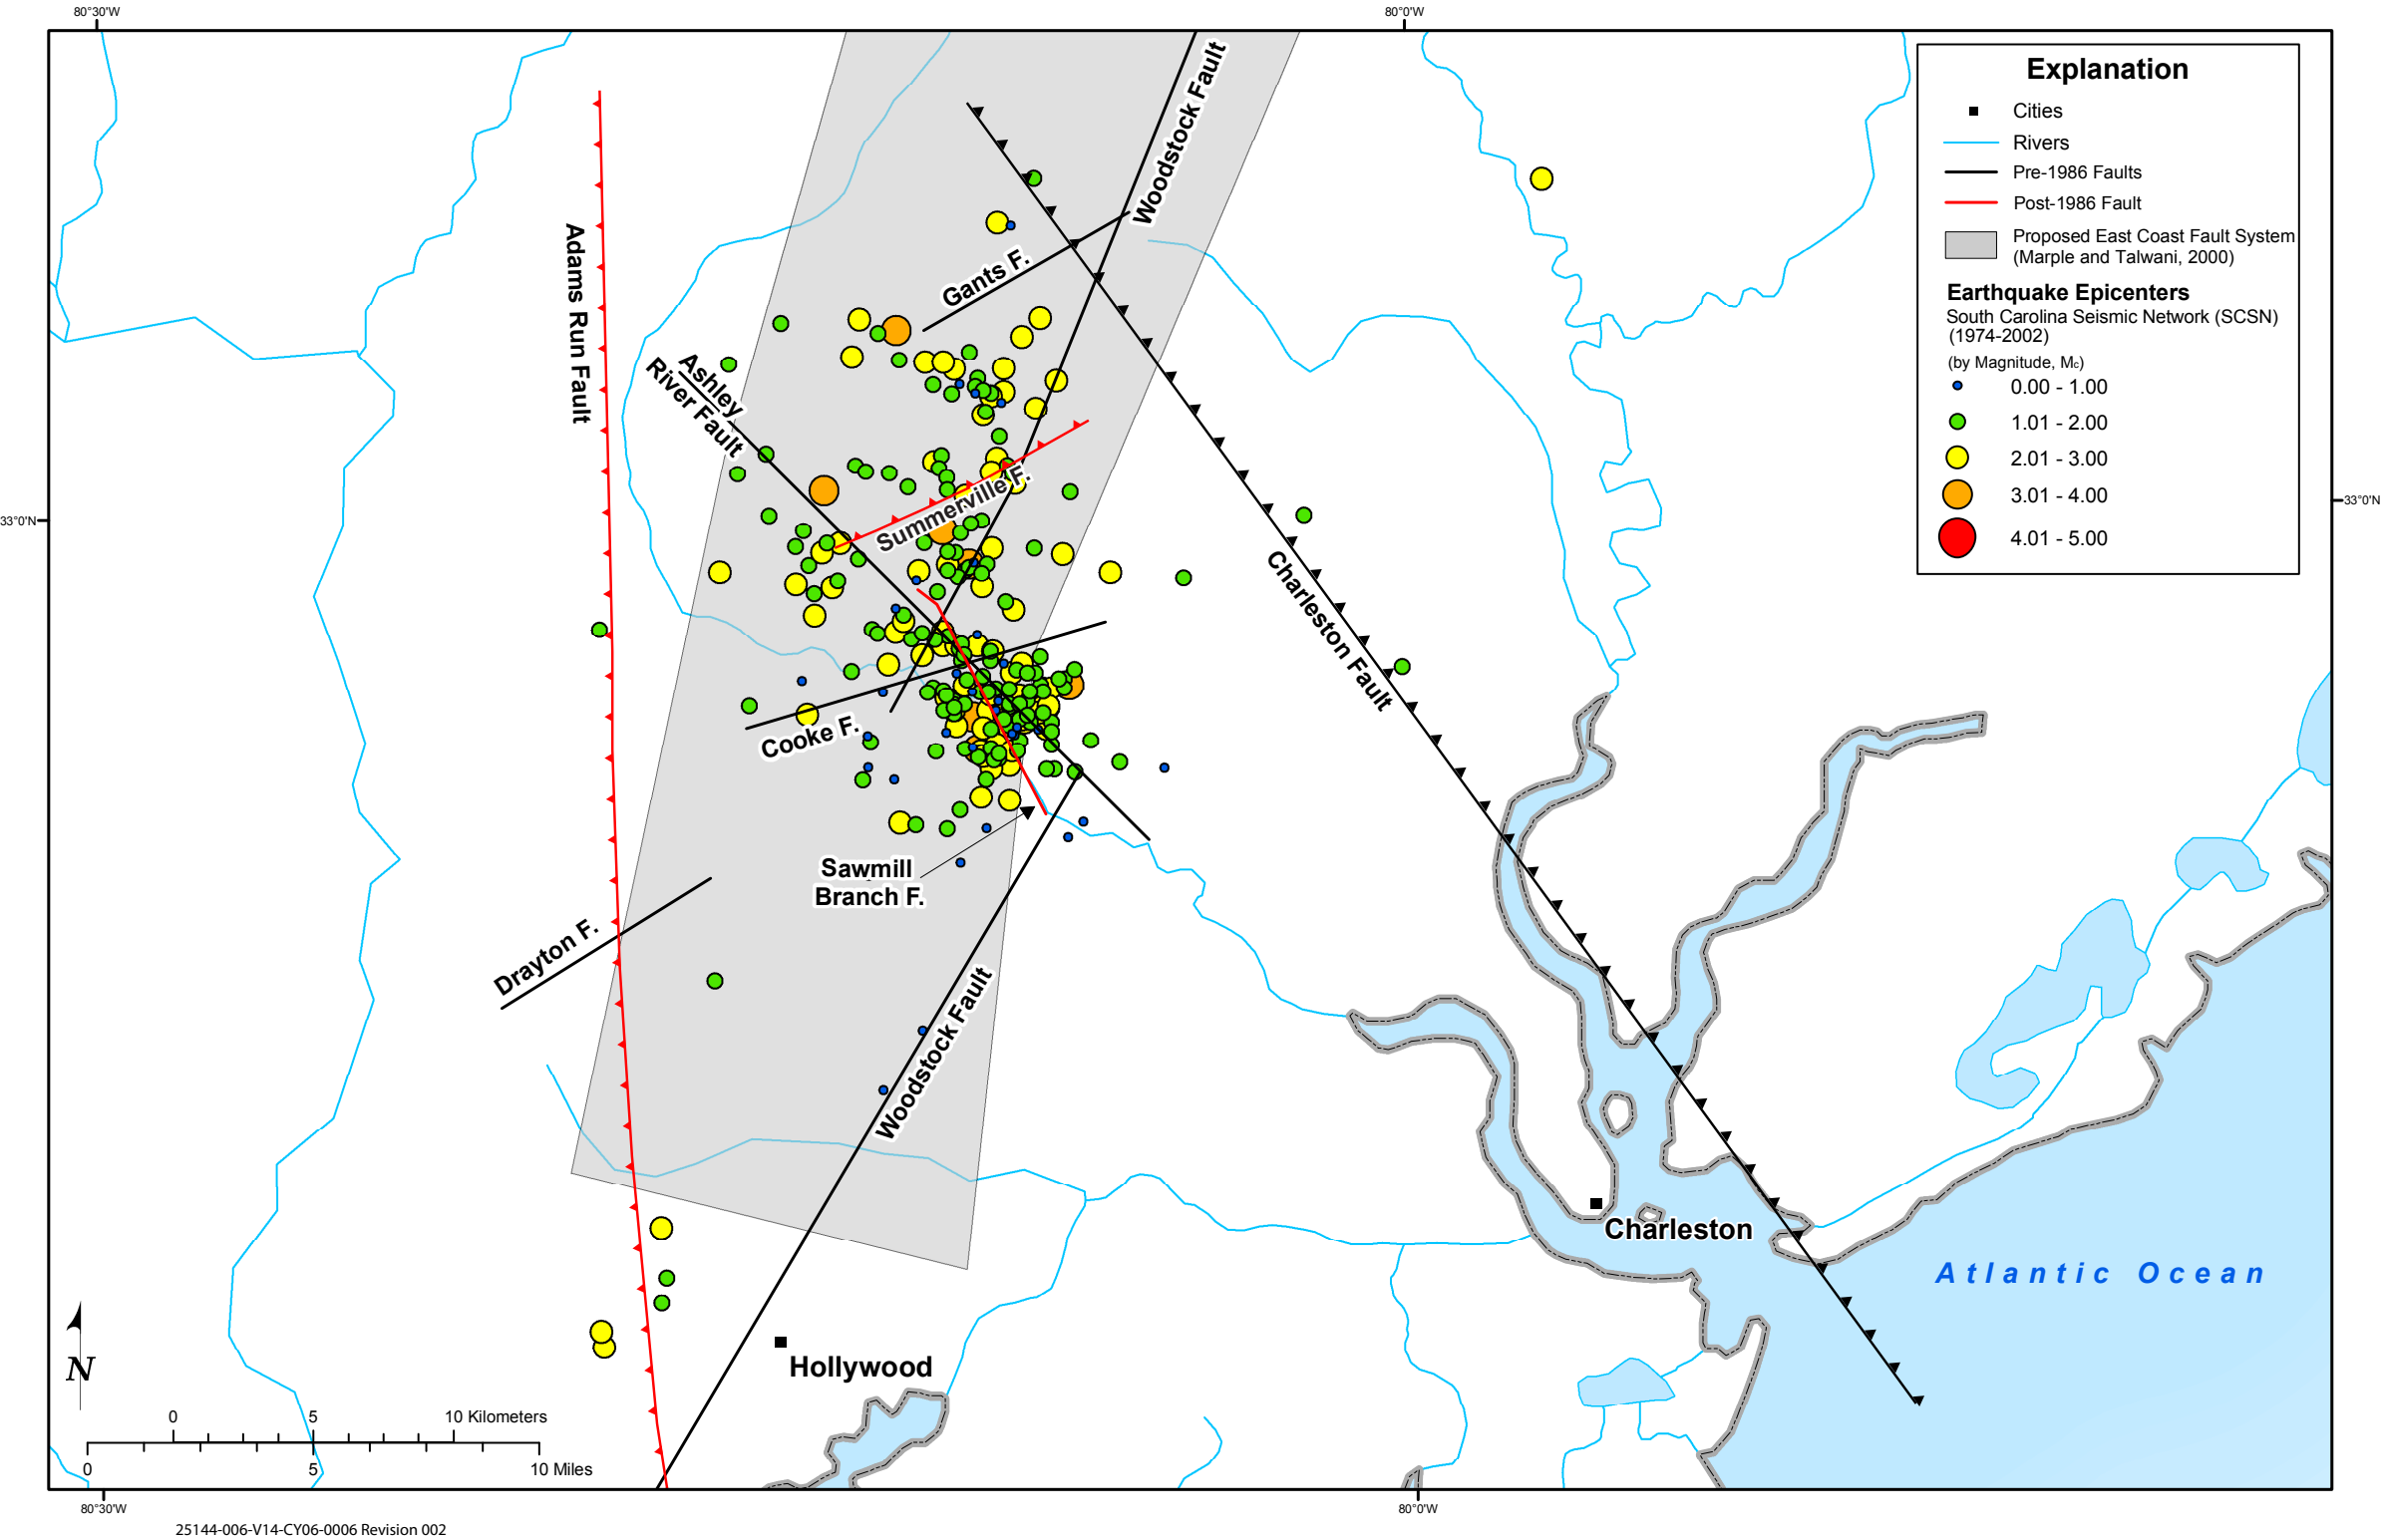 80°30'W
80°0'W
Explanation
Cities
Rivers
Pre-1986 Faults
Post-1986 Fault
Proposed East Coast Fault System
(Marple and Talwani, 2000)
Earthquake Epicenters
South Carolina Seismic Network (SCSN)
(1974-2002)
(by Magnitude, Mc)
0.00 - 1.00
1.01 - 2.00
2.01 - 3.00
3.01 - 4.00
4.01 - 5.00
Woodstock Fault
Gants F.
Adams Run Fault
Ashley
River Fault
Summerville F.
33°0'N
33°0'N
Charleston Fault
Cooke F.
Sawmill
Branch F.
Drayton F.
Woodstock Fault
Charleston
Atlantic Ocean
Hollywood
N
0 5 10 Kilometers
0 5 10 Miles
80°30'W
80°0'W
25144-006-V14-CY06-0006 Revision 002